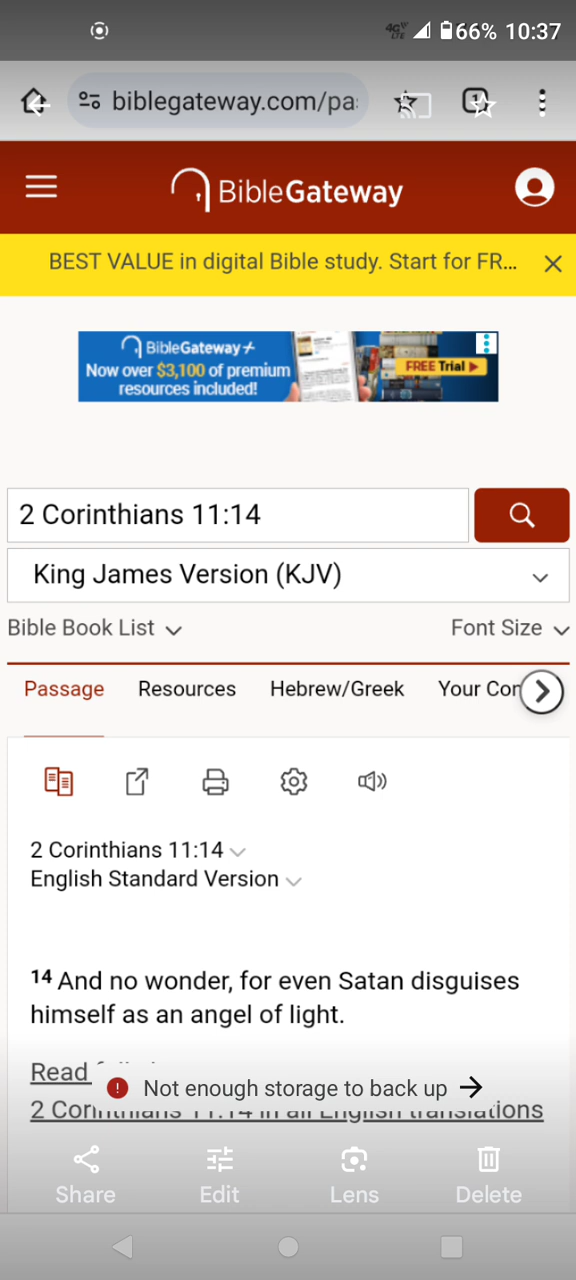 4G LTE 66% 10:37
biblegateway.com/pa
1
BibleGateway
BEST VALUE in digital Bible study. Start for FR...
BibleGateway+
Now over $3,100 of premium
resources included!
FREE Trial
2 Corinthians 11:14
King James Version (KJV)
Bible Book List
Font Size
Passage Resources Hebrew/Greek Your Con
2 Corinthians 11:14
English Standard Version
14 And no wonder, for even Satan disguises
himself as an angel of light.
Read
Not enough storage to back up
2 Corinthians 11:14 in all English translations
Share Edit Lens Delete